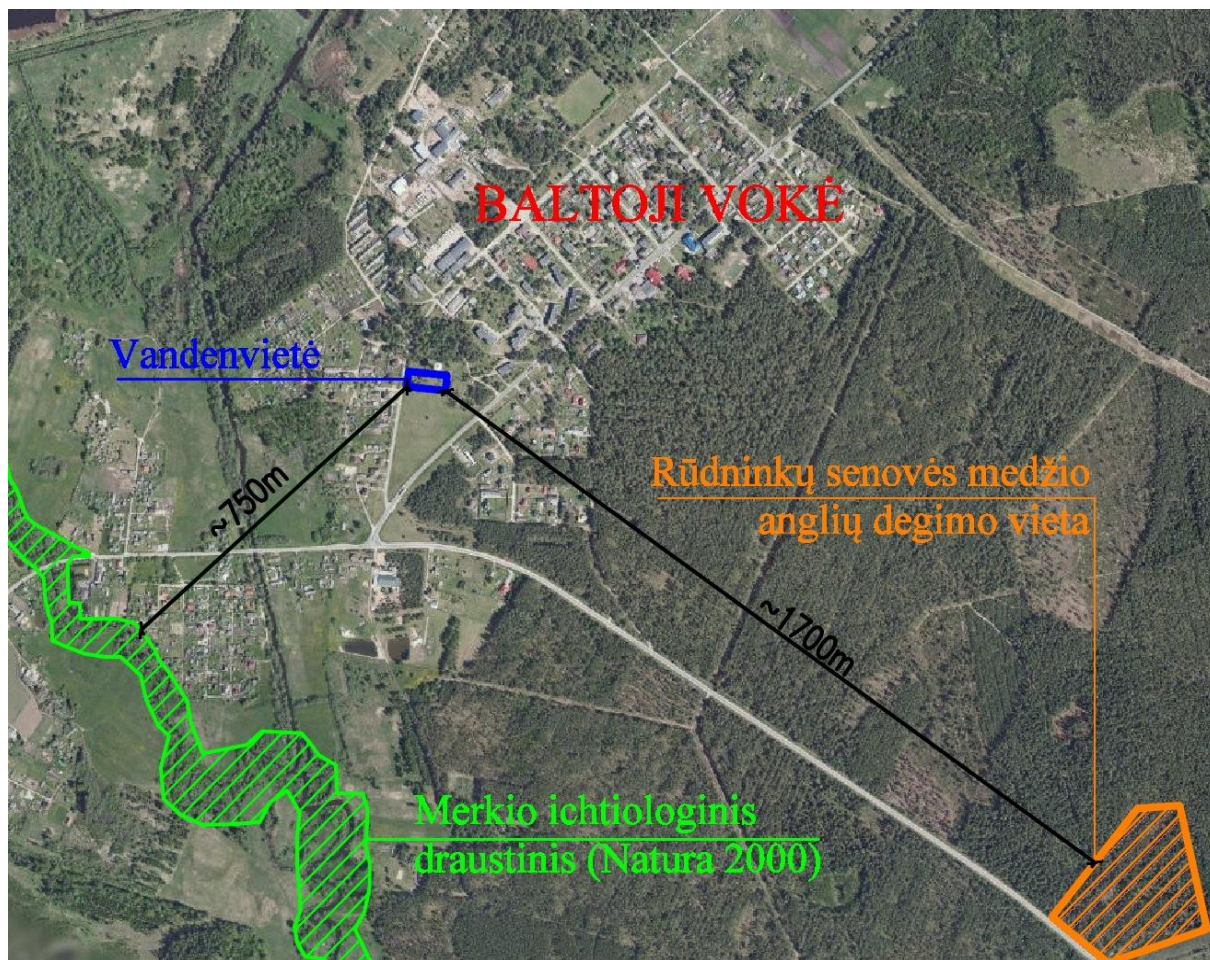 BALTOJI VOKĖ
Vandenvietė
~750m
Rūdninkų senovės medžio
anglių degimo vieta
~1700m
Merkio ichtiologinis
draustinis (Natura 2000)